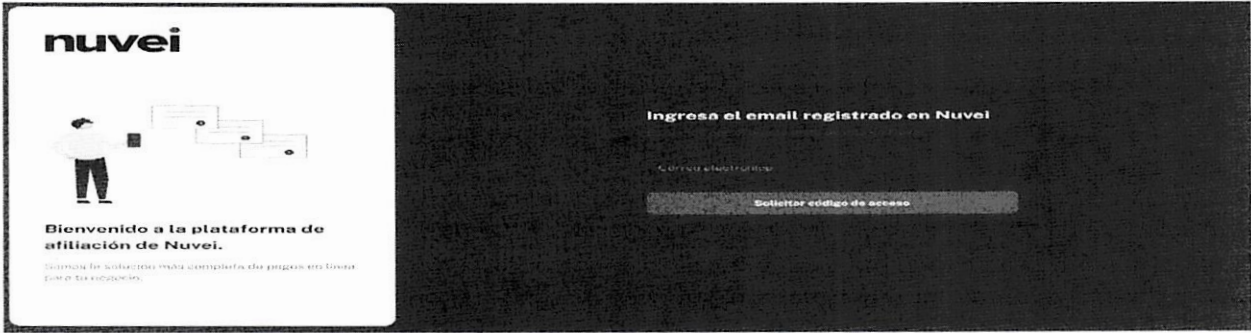 nuvei
Bienvenido a la plataforma de
afiliación de Nuvei.
Somos la solución más completa de pagos en línea
para tu negocio.
Ingresa el email registrado en Nuvei
Correo electrónico
Solicitar código de acceso